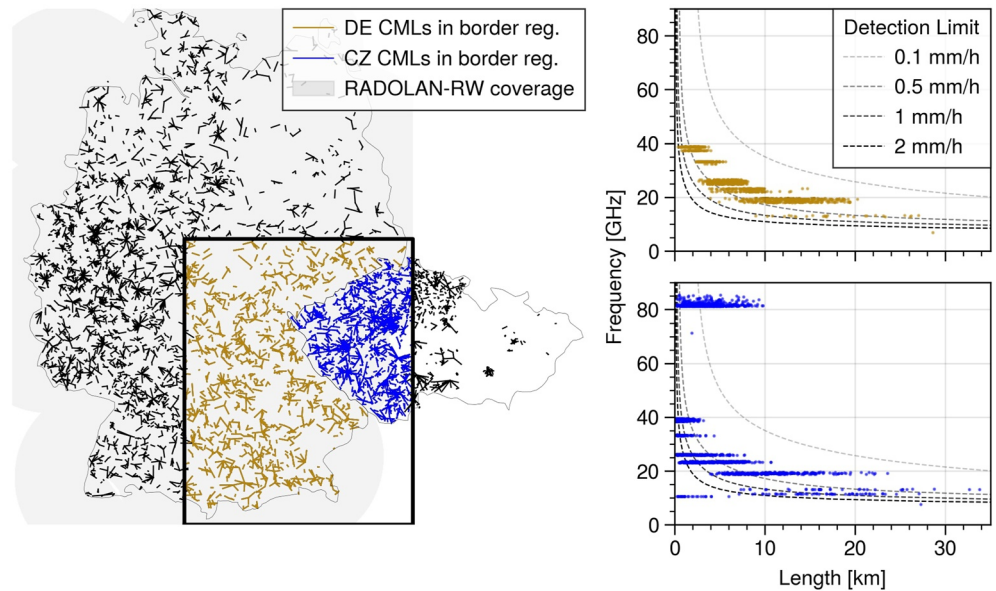 DE CMLs in border reg.
CZ CMLs in border reg.
RADOLAN-RW coverage
Detection Limit
0.1 mm/h
0.5 mm/h
1 mm/h
2 mm/h
80
60
40
20
0
Frequency [GHz]
80
60
40
20
0
0 10 20 30
Length [km]